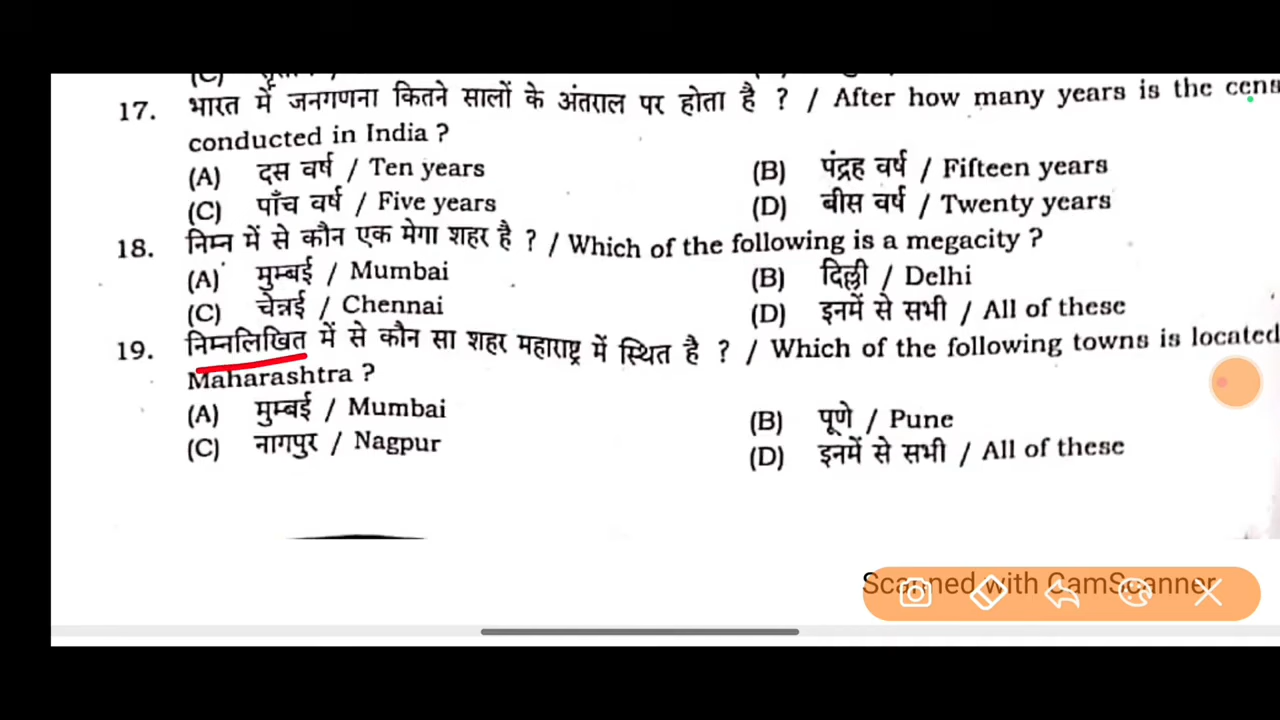 17. भारत में जनगणना कितने सालों के अंतराल पर होता है ? / After how many years is the cens
conducted in India ?
(A) दस वर्ष / Ten years (B) पंद्रह वर्ष / Fifteen years
(C) पाँच वर्ष / Five years (D) बीस वर्ष / Twenty years
18. निम्न में से कौन एक मेगा शहर है ? / Which of the following is a megacity ?
(A) मुम्बई / Mumbai (B) दिल्ली / Delhi
(C) चेन्नई / Chennai (D) इनमें से सभी / All of these
19. निम्नलिखित में से कौन सा शहर महाराष्ट्र में स्थित है ? / Which of the following towns is located
Maharashtra ?
(A) मुम्बई / Mumbai (B) पूणे / Pune
(C) नागपुर / Nagpur (D) इनमें से सभी / All of these
Scanned with CamScanner